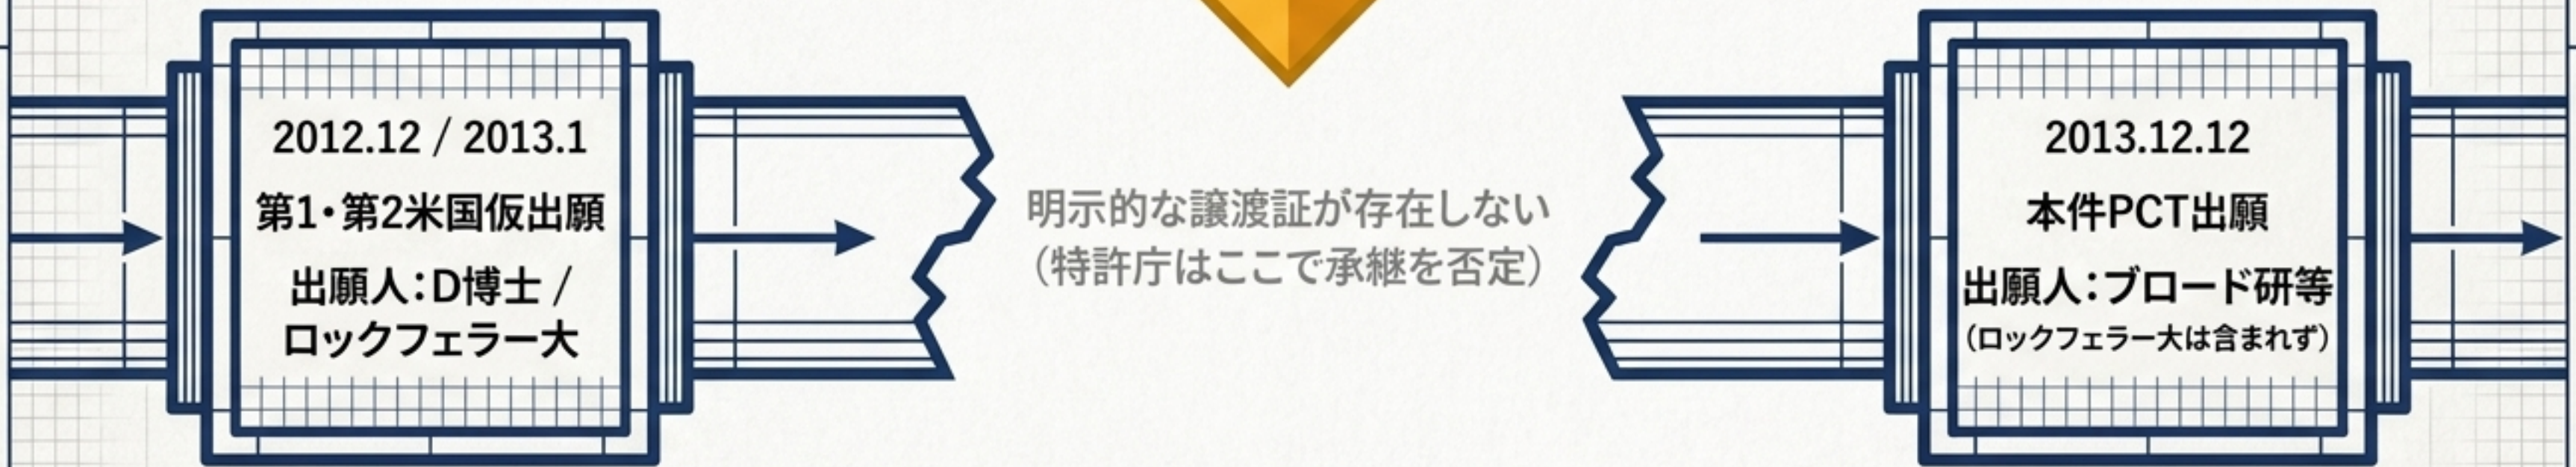 2012.12 / 2013.1
第1・第2米国仮出願
出願人：D博士 /
ロックフェラー大
明示的な譲渡証が存在しない
（特許庁はここで承継を否定）
2013.12.12
本件PCT出願
出願人：ブロード研等
（ロックフェラー大は含まれず）